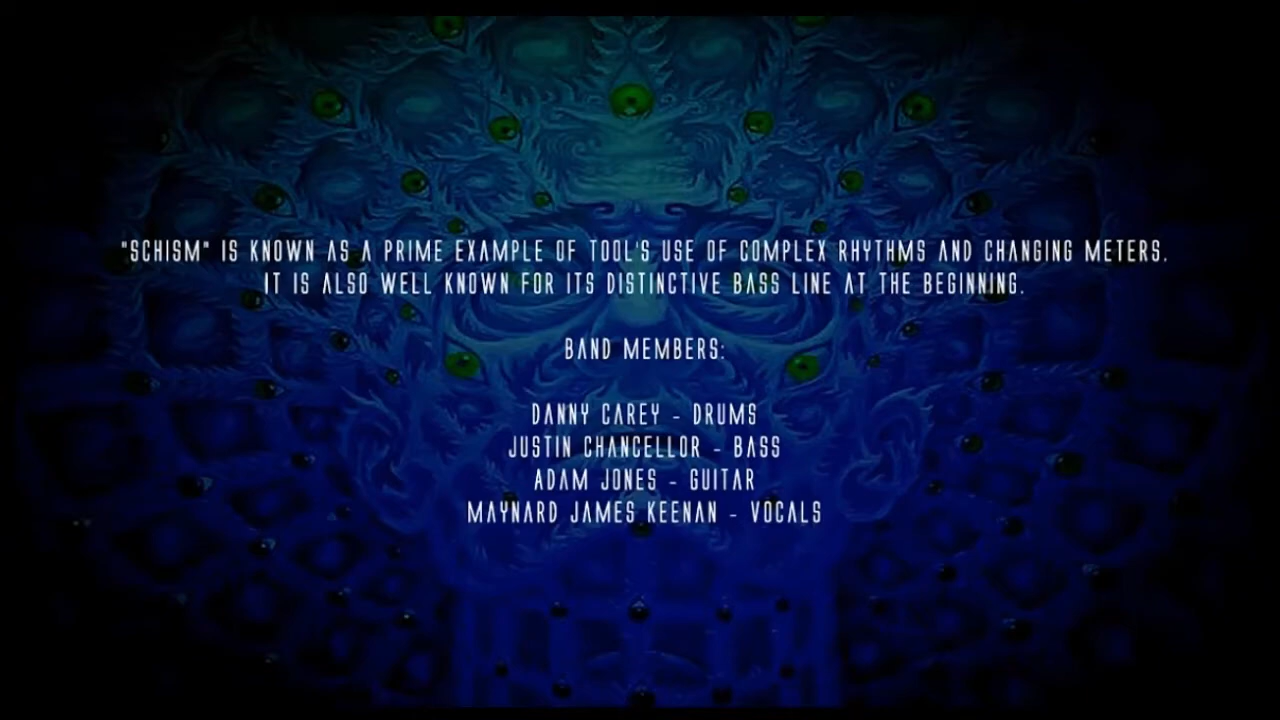 "SCHISM" IS KNOWN AS A PRIME EXAMPLE OF TOOL'S USE OF COMPLEX RHYTHMS AND CHANGING METERS.
IT IS ALSO WELL KNOWN FOR ITS DISTINCTIVE BASS LINE AT THE BEGINNING.
BAND MEMBERS:
DANNY CAREY - DRUMS
JUSTIN CHANCELLOR - BASS
ADAM JONES - GUITAR
MAYNARD JAMES KEENAN - VOCALS